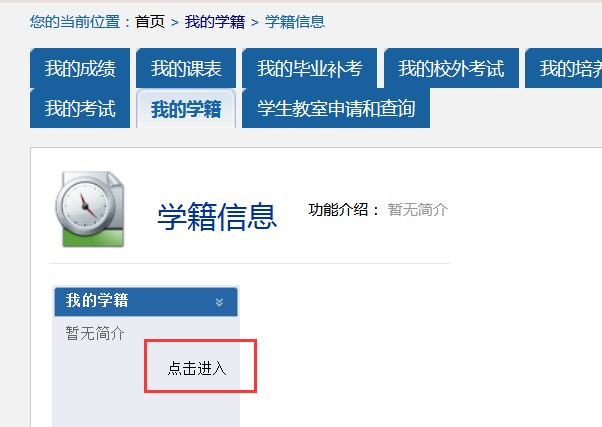 您的当前位置：首页 > 我的学籍 > 学籍信息
我的成绩 我的课表 我的毕业补考 我的校外考试 我的培养
我的考试 我的学籍 学生教室申请和查询
学籍信息 功能介绍： 暂无简介
我的学籍
暂无简介
点击进入